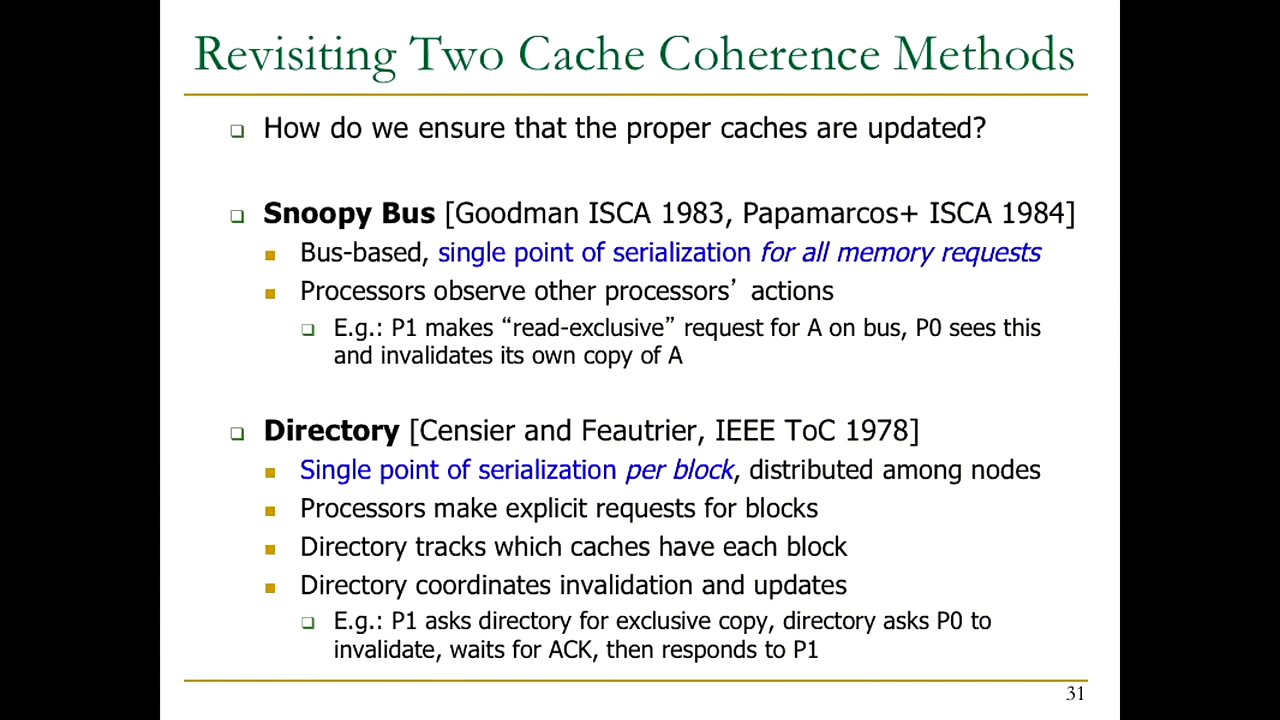 Revisiting Two Cache Coherence Methods
How do we ensure that the proper caches are updated?
Snoopy Bus [Goodman ISCA 1983, Papamarcos+ ISCA 1984]
Bus-based, single point of serialization for all memory requests
Processors observe other processors’ actions
E.g.: P1 makes “read-exclusive” request for A on bus, P0 sees this
and invalidates its own copy of A
Directory [Censier and Feautrier, IEEE ToC 1978]
Single point of serialization per block, distributed among nodes
Processors make explicit requests for blocks
Directory tracks which caches have each block
Directory coordinates invalidation and updates
E.g.: P1 asks directory for exclusive copy, directory asks P0 to
invalidate, waits for ACK, then responds to P1
31